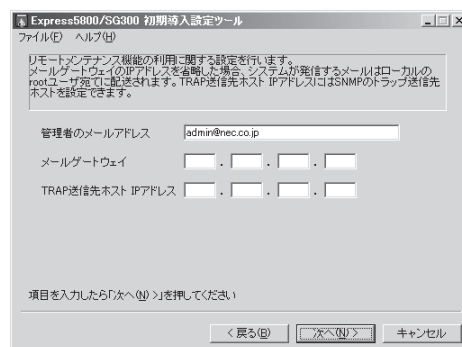 Express5800/SG300 初期導入設定ツール
ファイル(F) ヘルプ(H)
リモートメンテナンス機能の利用に関する設定を行います。
メールゲートウェイのIPアドレスを省略した場合、システムが発信するメールはローカルの
rootユーザ宛てに配送されます。TRAP送信先ホスト IPアドレスにはSNMPのトラップ送信先
ホストを設定できます。
管理者のメールアドレス admin@nec.co.jp
メールゲートウェイ . . .
TRAP送信先ホスト IPアドレス . . .
項目を入力したら「次へ(N) >」を押してください
< 戻る(B) 次へ(N) > キャンセル